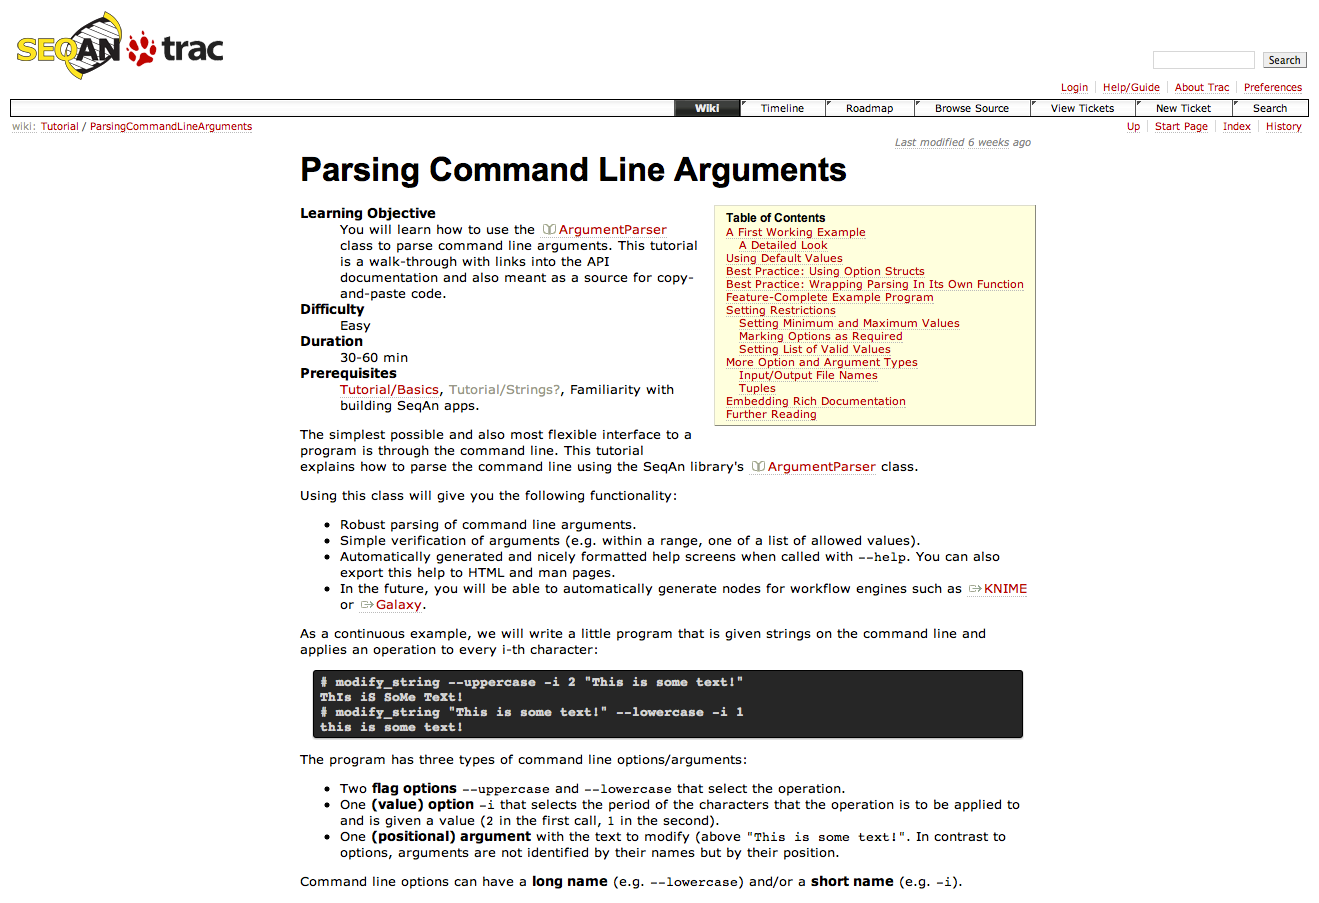 SEQAN trac
Search
Login Help/Guide About Trac Preferences
Wiki Timeline Roadmap Browse Source View Tickets New Ticket Search
wiki: Tutorial / ParsingCommandLineArguments
Up Start Page Index History
Last modified 6 weeks ago
Parsing Command Line Arguments
Learning Objective
You will learn how to use the ArgumentParser
class to parse command line arguments. This tutorial
is a walk-through with links into the API
documentation and also meant as a source for copy-
and-paste code.
Difficulty
Easy
Duration
30-60 min
Prerequisites
Tutorial/Basics, Tutorial/Strings?, Familiarity with
building SeqAn apps.
Table of Contents
A First Working Example
A Detailed Look
Using Default Values
Best Practice: Using Option Structs
Best Practice: Wrapping Parsing In Its Own Function
Feature-Complete Example Program
Setting Restrictions
Setting Minimum and Maximum Values
Marking Options as Required
Setting List of Valid Values
More Option and Argument Types
Input/Output File Names
Tuples
Embedding Rich Documentation
Further Reading
The simplest possible and also most flexible interface to a
program is through the command line. This tutorial
explains how to parse the command line using the SeqAn library's ArgumentParser class.
Using this class will give you the following functionality:
• Robust parsing of command line arguments.
• Simple verification of arguments (e.g. within a range, one of a list of allowed values).
• Automatically generated and nicely formatted help screens when called with --help. You can also
export this help to HTML and man pages.
• In the future, you will be able to automatically generate nodes for workflow engines such as KNIME
or Galaxy.
As a continuous example, we will write a little program that is given strings on the command line and
applies an operation to every i-th character:
# modify_string --uppercase -i 2 "This is some text!"
ThIs iS SoMe TeXt!
# modify_string "This is some text!" --lowercase -i 1
this is some text!
The program has three types of command line options/arguments:
• Two flag options --uppercase and --lowercase that select the operation.
• One (value) option -i that selects the period of the characters that the operation is to be applied to
and is given a value (2 in the first call, 1 in the second).
• One (positional) argument with the text to modify (above "This is some text!". In contrast to
options, arguments are not identified by their names but by their position.
Command line options can have a long name (e.g. --lowercase) and/or a short name (e.g. -i).